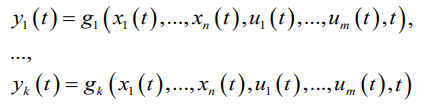 y₁(t) = g₁(x₁(t),...,xₙ(t),u₁(t),...,uₘ(t),t),
...,
yₖ(t) = gₖ(x₁(t),...,xₙ(t),u₁(t),...,uₘ(t),t)